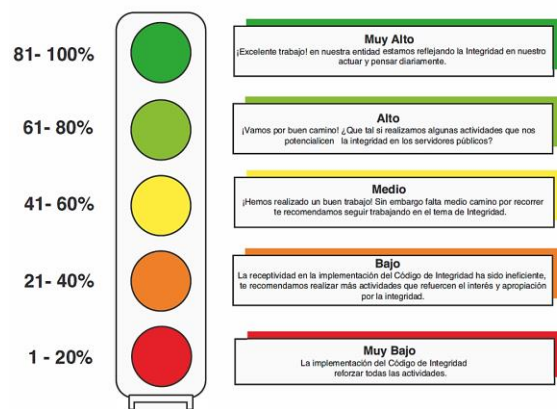 81- 100%
Muy Alto
¡Excelente trabajo! en nuestra entidad estamos reflejando la Integridad en nuestro
actuar y pensar diariamente.
61- 80%
Alto
¡Vamos por buen camino! ¿Que tal si realizamos algunas actividades que nos
potencialicen la integridad en los servidores públicos?
41- 60%
Medio
¡Hemos realizado un buen trabajo! Sin embargo falta medio camino por recorrer
te recomendamos seguir trabajando en el tema de Integridad.
21- 40%
Bajo
La receptividad en la implementación del Código de Integridad ha sido ineficiente,
te recomendamos realizar más actividades que refuercen el interés y apropiación
por la integridad.
1 - 20%
Muy Bajo
La implementación del Código de Integridad
reforzar todas las actividades.